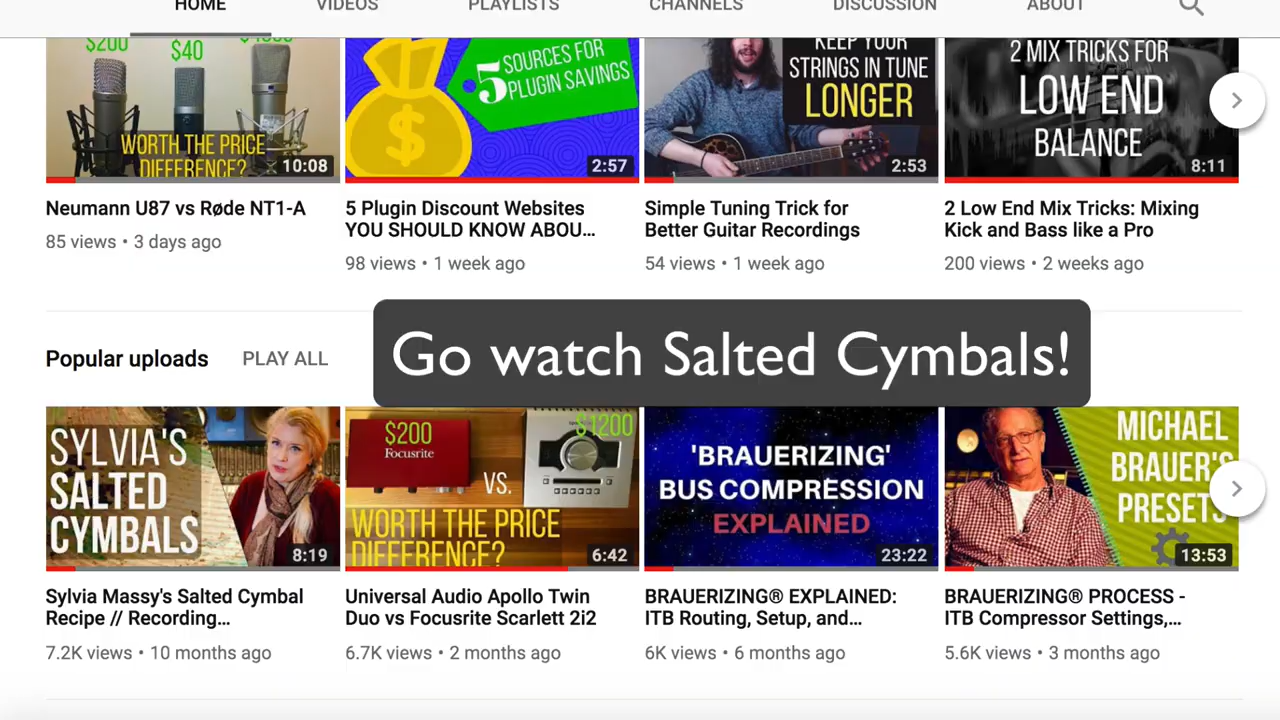 HOME VIDEOS PLAYLISTS CHANNELS DISCUSSION ABOUT
$200
$40
WORTH THE PRICE
DIFFERENCE?
10:08
5 SOURCES FOR
PLUGIN SAVINGS
2:57
KEEP YOUR
STRINGS IN TUNE
LONGER
2:53
2 MIX TRICKS FOR
LOW END
BALANCE
8:11
Neumann U87 vs Røde NT1-A
85 views • 3 days ago
5 Plugin Discount Websites
YOU SHOULD KNOW ABOU...
98 views • 1 week ago
Simple Tuning Trick for
Better Guitar Recordings
54 views • 1 week ago
2 Low End Mix Tricks: Mixing
Kick and Bass like a Pro
200 views • 2 weeks ago
Popular uploads PLAY ALL
Go watch Salted Cymbals!
SYLVIA'S
SALTED
CYMBALS
8:19
$200
Focusrite
VS.
$1200
WORTH THE PRICE
DIFFERENCE?
6:42
'BRAUERIZING'
BUS COMPRESSION
EXPLAINED
23:22
MICHAEL
BRAUER'S
PRESETS
13:53
Sylvia Massy's Salted Cymbal
Recipe // Recording...
7.2K views • 10 months ago
Universal Audio Apollo Twin
Duo vs Focusrite Scarlett 2i2
6.7K views • 2 months ago
BRAUERIZING® EXPLAINED:
ITB Routing, Setup, and...
6K views • 6 months ago
BRAUERIZING® PROCESS -
ITB Compressor Settings,...
5.6K views • 3 months ago